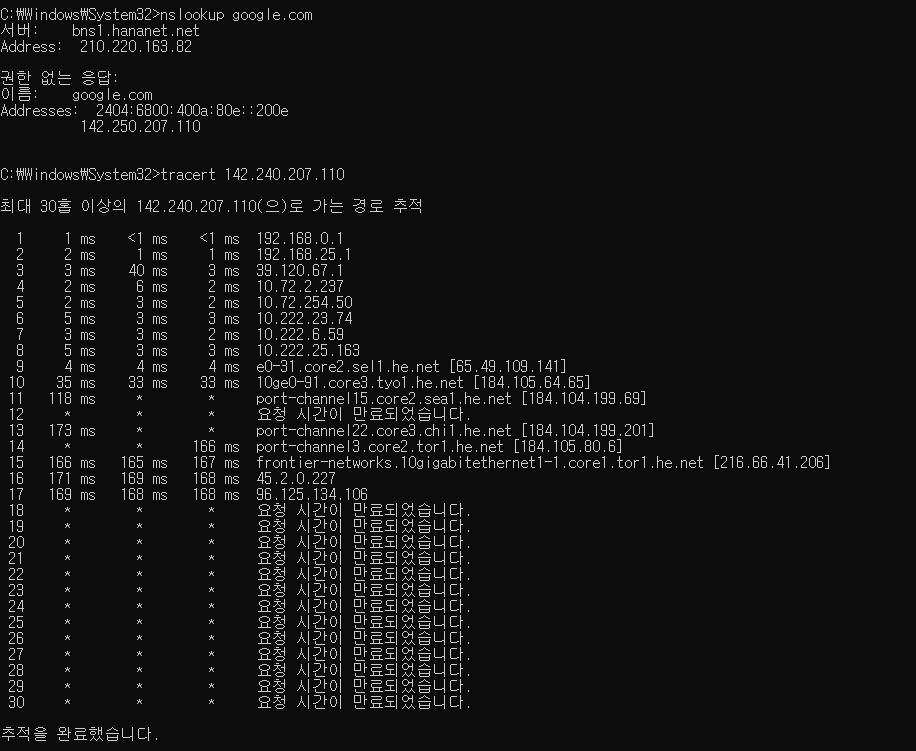 C:\Windows\System32>nslookup google.com
서버:    bns1.hananet.net
Address:  210.220.163.82
권한 없는 응답:
이름:    google.com
Addresses:  2404:6800:400a:80e::200e
          142.250.207.110
C:\Windows\System32>tracert 142.240.207.110
최대 30홉 이상의 142.240.207.110(으)로 가는 경로 추적
  1     1 ms    <1 ms    <1 ms  192.168.0.1
  2     2 ms     1 ms     1 ms  192.168.25.1
  3     3 ms    40 ms     3 ms  39.120.67.1
  4     2 ms     6 ms     2 ms  10.72.2.237
  5     2 ms     3 ms     2 ms  10.72.254.50
  6     5 ms     3 ms     3 ms  10.222.23.74
  7     3 ms     3 ms     2 ms  10.222.6.59
  8     5 ms     3 ms     3 ms  10.222.25.163
  9     4 ms     4 ms     4 ms  e0-31.core2.sel1.he.net [65.49.109.141]
 10    35 ms    33 ms    33 ms  10ge0-91.core3.tyo1.he.net [184.105.64.65]
 11   118 ms     *        *     port-channel15.core2.sea1.he.net [184.104.199.69]
 12     *        *        *     요청 시간이 만료되었습니다.
 13   173 ms     *        *     port-channel22.core3.chi1.he.net [184.104.199.201]
 14     *        *      166 ms  port-channel3.core2.tor1.he.net [184.105.80.6]
 15   166 ms   165 ms   167 ms  frontier-networks.10gigabitethernet1-1.core1.tor1.he.net [216.66.41.206]
 16   171 ms   169 ms   168 ms  45.2.0.227
 17   169 ms   168 ms   168 ms  96.125.134.106
 18     *        *        *     요청 시간이 만료되었습니다.
 19     *        *        *     요청 시간이 만료되었습니다.
 20     *        *        *     요청 시간이 만료되었습니다.
 21     *        *        *     요청 시간이 만료되었습니다.
 22     *        *        *     요청 시간이 만료되었습니다.
 23     *        *        *     요청 시간이 만료되었습니다.
 24     *        *        *     요청 시간이 만료되었습니다.
 25     *        *        *     요청 시간이 만료되었습니다.
 26     *        *        *     요청 시간이 만료되었습니다.
 27     *        *        *     요청 시간이 만료되었습니다.
 28     *        *        *     요청 시간이 만료되었습니다.
 29     *        *        *     요청 시간이 만료되었습니다.
 30     *        *        *     요청 시간이 만료되었습니다.
추적을 완료했습니다.